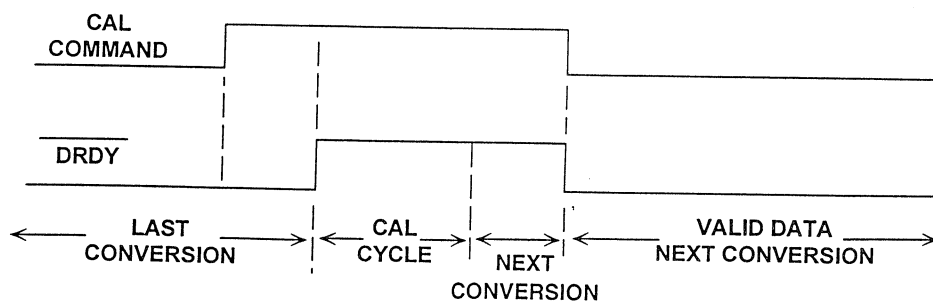 CAL
COMMAND
DRDY
LAST
CONVERSION
CAL
CYCLE
NEXT
CONVERSION
VALID DATA
NEXT CONVERSION